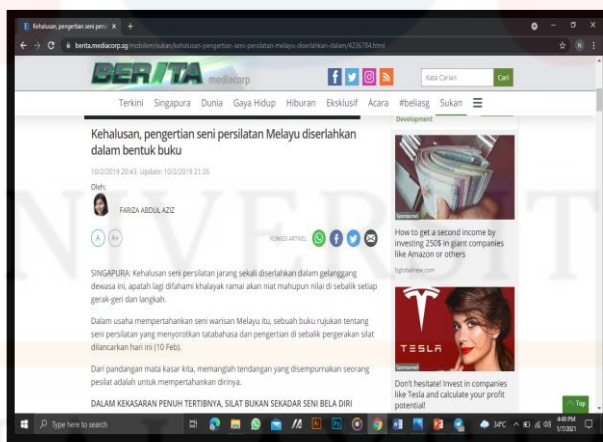 Kehalusan, pengertian seni persi
berita.mediacorp.sg/mobilem/sukan/kehalusan-pengertian-seni-persilatan-melayu-diserlahkan-dalam/4236784.html
BERITA mediacorp
Kata Carian
Cari
Terkini Singapura Dunia Gaya Hidup Hiburan Eksklusif Acara #beliasg Sukan
Development
Kehalusan, pengertian seni persilatan Melayu diserlahkan
dalam bentuk buku
10/2/2019 20:43 Update: 10/2/2019 21:26
Oleh:
FARIZA ABDUL AZIZ
A A+
KONGSI ARTIKEL
SINGAPURA: Kehalusan seni persilatan jarang sekali diserlahkan dalam gelanggang
dewasa ini, apatah lagi difahami khalayak ramai akan niat mahupun nilai di sebalik setiap
gerak-geri dan langkah.
Dalam usaha mempertahankan seni warisan Melayu itu, sebuah buku rujukan tentang
seni persilatan yang menyorotkan tatabahasa dan pengertian di sebalik pergerakan silat
dilancarkan hari ini (10 Feb).
Dari pandangan mata kasar kita, memanglah tendangan yang disempurnakan seorang
pesilat adalah untuk mempertahankan dirinya.
DALAM KEKASARAN PENUH TERTIBNYA, SILAT BUKAN SEKADAR SENI BELA DIRI
Sponsored
How to get a second income by
investing 250$ in giant companies
like Amazon or others
TESLA
Sponsored
Don't hesitate! Invest in companies
like Tesla and calculate your profit
potential!
Top
Type here to search
34°C
4:49 PM
1/7/2021
UNIVERSIT